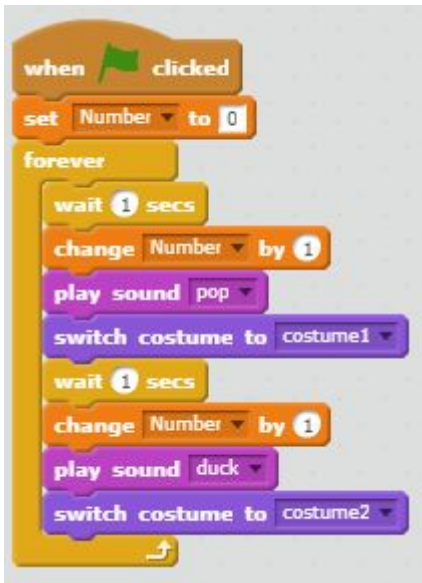 when clicked
set Number to 0
forever
wait 1 secs
change Number by 1
play sound pop
switch costume to costume1
wait 1 secs
change Number by 1
play sound duck
switch costume to costume2